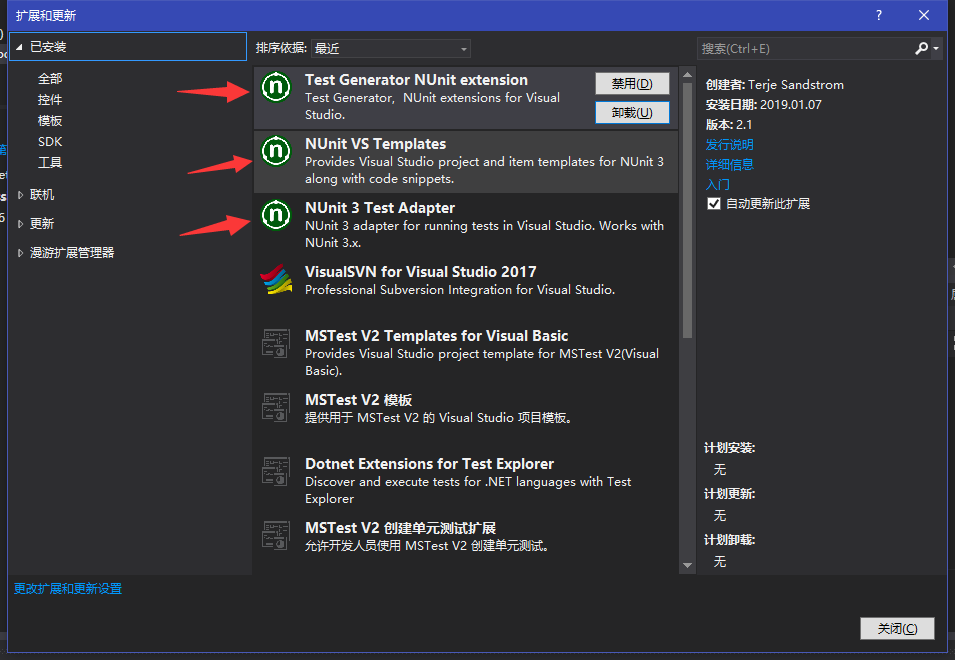 扩展和更新
已安装
全部
控件
模板
SDK
工具
联机
更新
漫游扩展管理器
更改扩展和更新设置
排序依据: 最近
Test Generator NUnit extension
Test Generator, NUnit extensions for Visual
Studio.
禁用(D)
卸载(U)
NUnit VS Templates
Provides Visual Studio project and item templates for NUnit 3
along with code snippets.
NUnit 3 Test Adapter
NUnit 3 adapter for running tests in Visual Studio. Works with
NUnit 3.x.
VisualSVN for Visual Studio 2017
Professional Subversion Integration for Visual Studio.
MSTest V2 Templates for Visual Basic
Provides Visual Studio project template for MSTest V2(Visual
Basic).
MSTest V2 模板
提供用于 MSTest V2 的 Visual Studio 项目模板。
Dotnet Extensions for Test Explorer
Discover and execute tests for .NET languages with Test
Explorer
MSTest V2 创建单元测试扩展
允许开发人员使用 MSTest V2 创建单元测试。
搜索(Ctrl+E)
创建者: Terje Sandstrom
安装日期: 2019.01.07
版本: 2.1
发行说明
详细信息
入门
自动更新此扩展
计划安装:
无
计划更新:
无
计划卸载:
无
关闭(C)